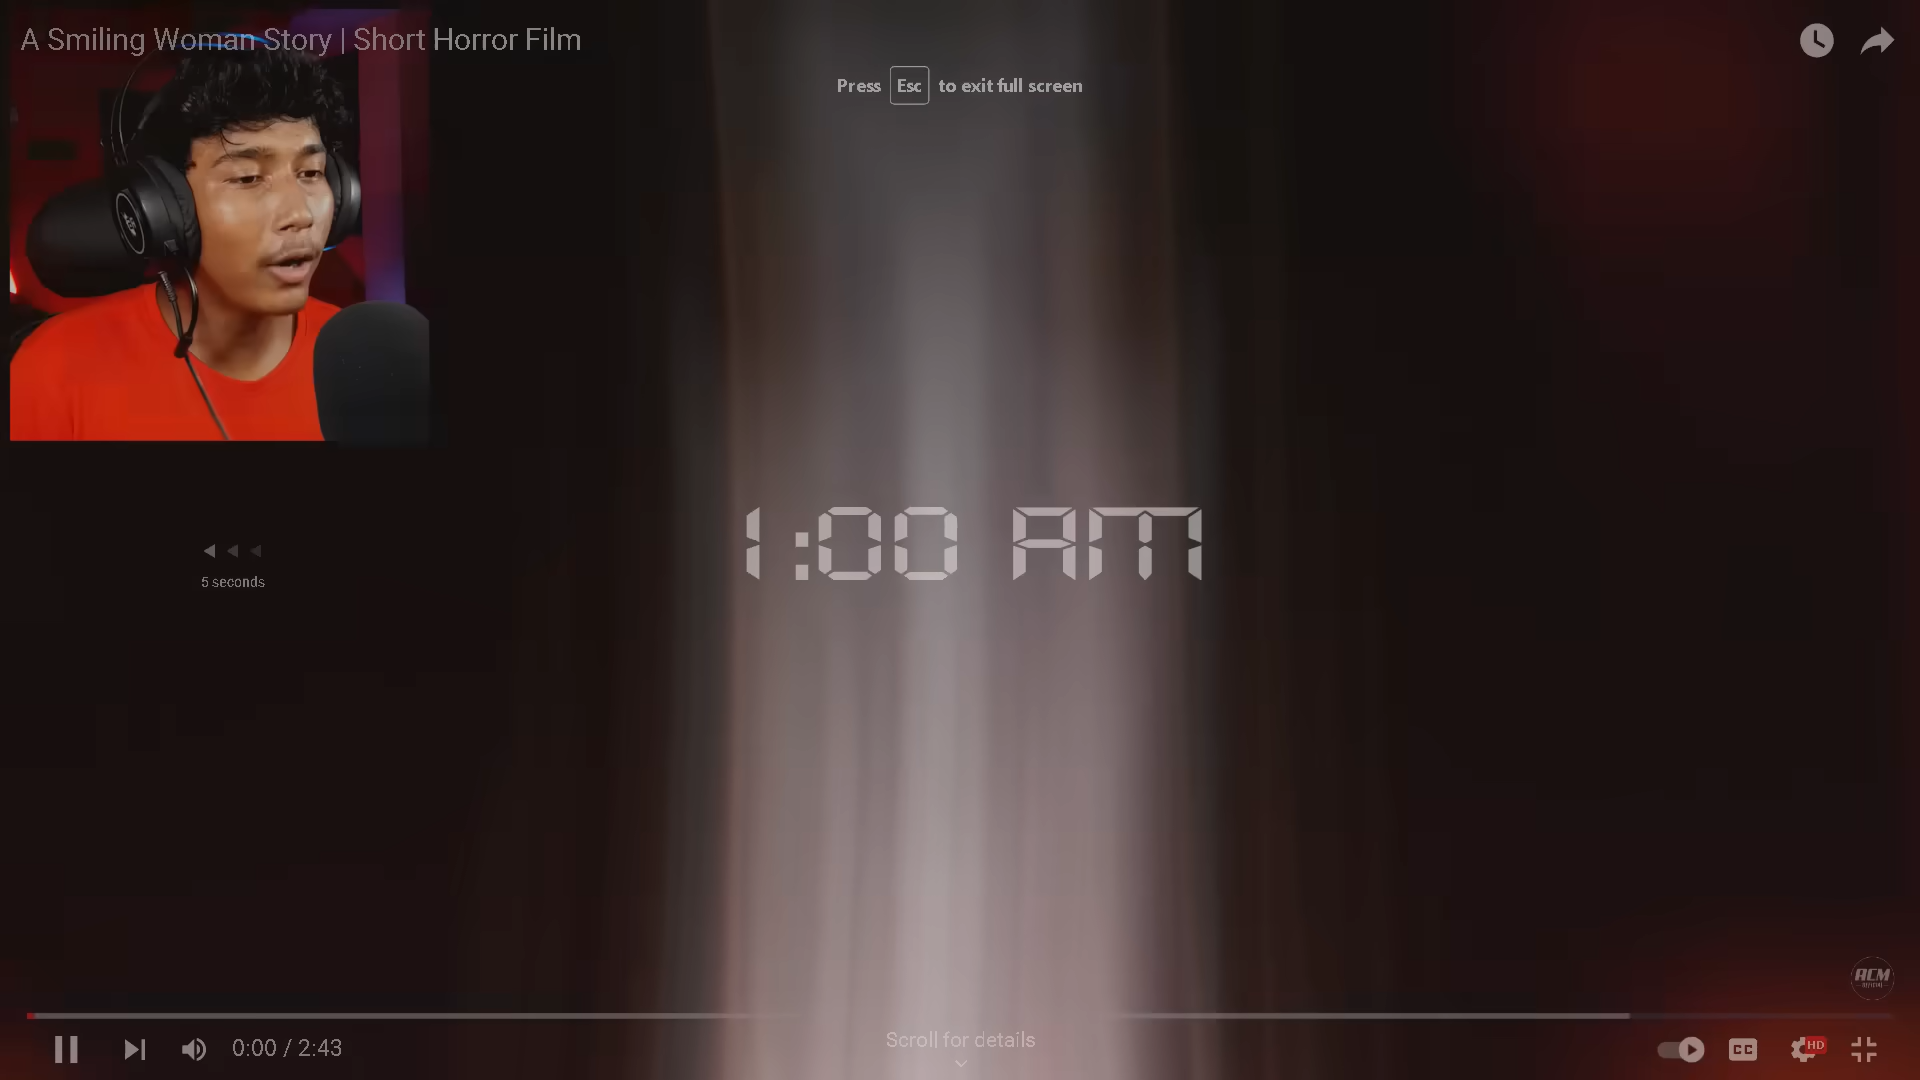 A Smiling Woman Story | Short Horror Film
Press Esc to exit full screen
1:00 AM
5 seconds
ACM
Scroll for details
0:00 / 2:43
CC
HD